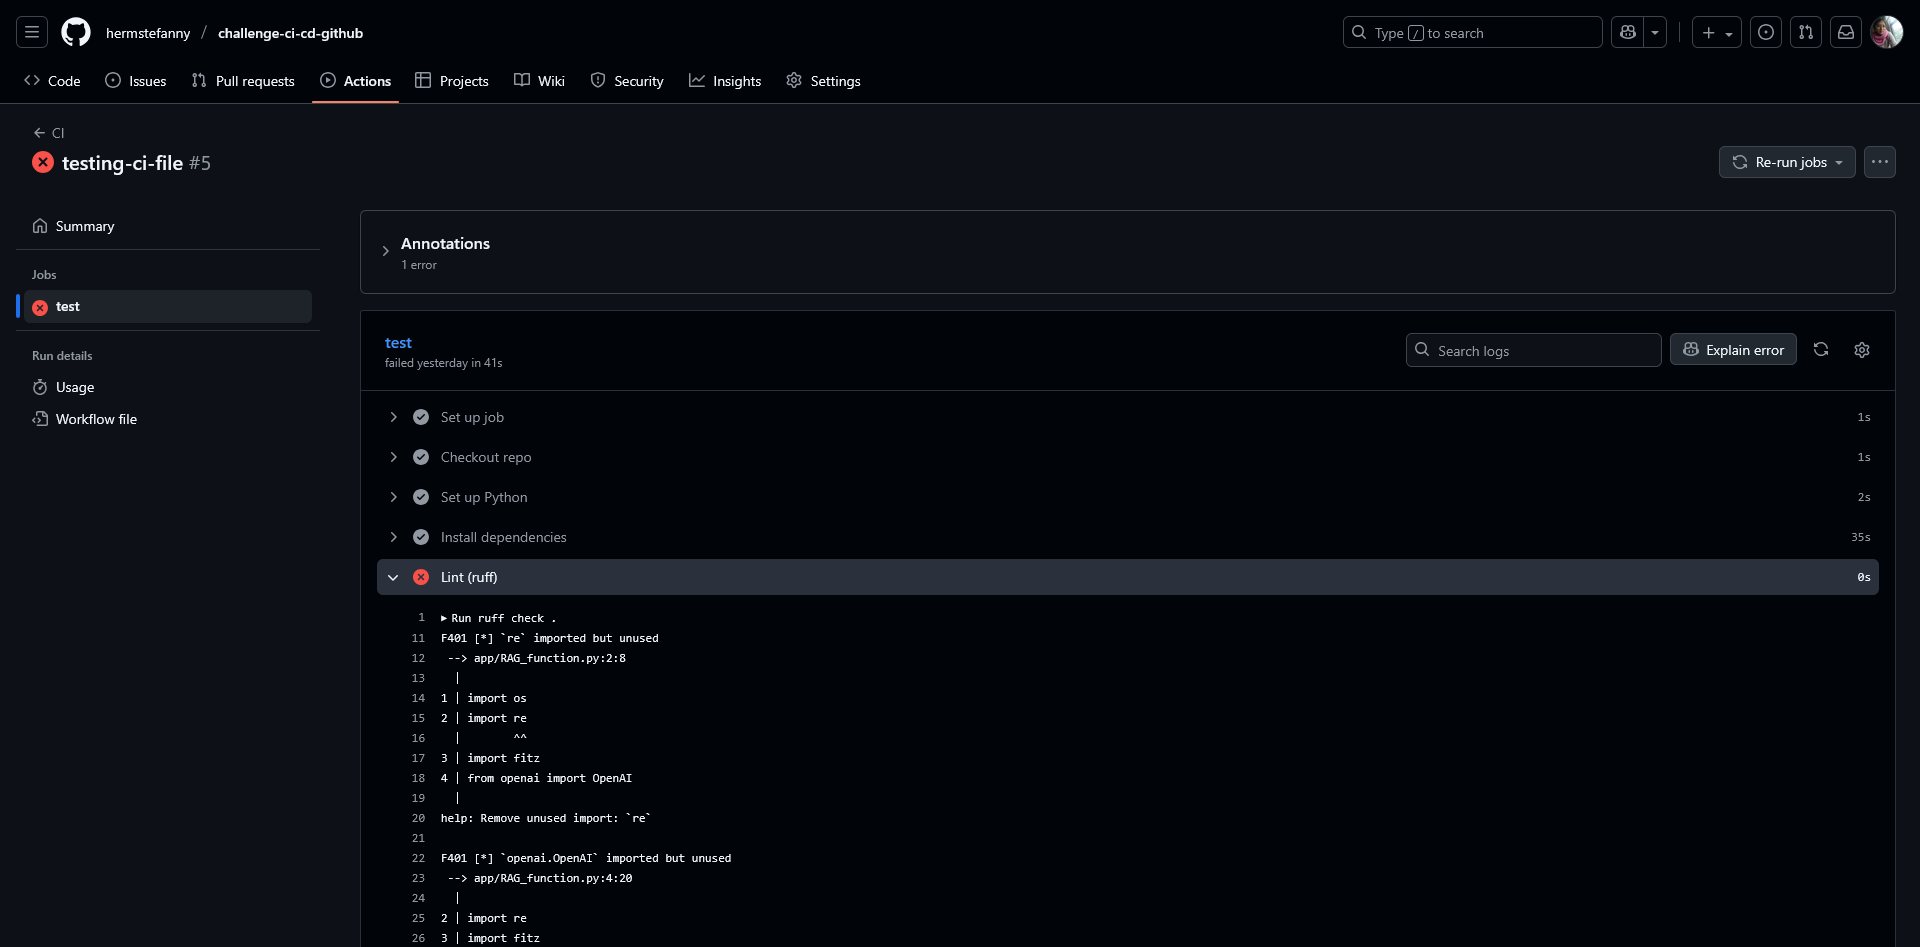 hermstefanny / challenge-ci-cd-github
Type / to search
Code
Issues
Pull requests
Actions
Projects
Wiki
Security
Insights
Settings
CI
testing-ci-file #5
Re-run jobs
Summary
Jobs
test
Run details
Usage
Workflow file
Annotations
1 error
test
failed yesterday in 41s
Search logs
Explain error
Set up job 1s
Checkout repo 1s
Set up Python 2s
Install dependencies 35s
Lint (ruff) 0s
1 Run ruff check .
11 F401 [*] `re` imported but unused
12 --> app/RAG_function.py:2:8
13 |
14 1 | import os
15 2 | import re
16 | ^^
17 3 | import fitz
18 4 | from openai import OpenAI
19 |
20 help: Remove unused import: `re`
21
22 F401 [*] `openai.OpenAI` imported but unused
23 --> app/RAG_function.py:4:20
24 |
25 2 | import re
26 3 | import fitz